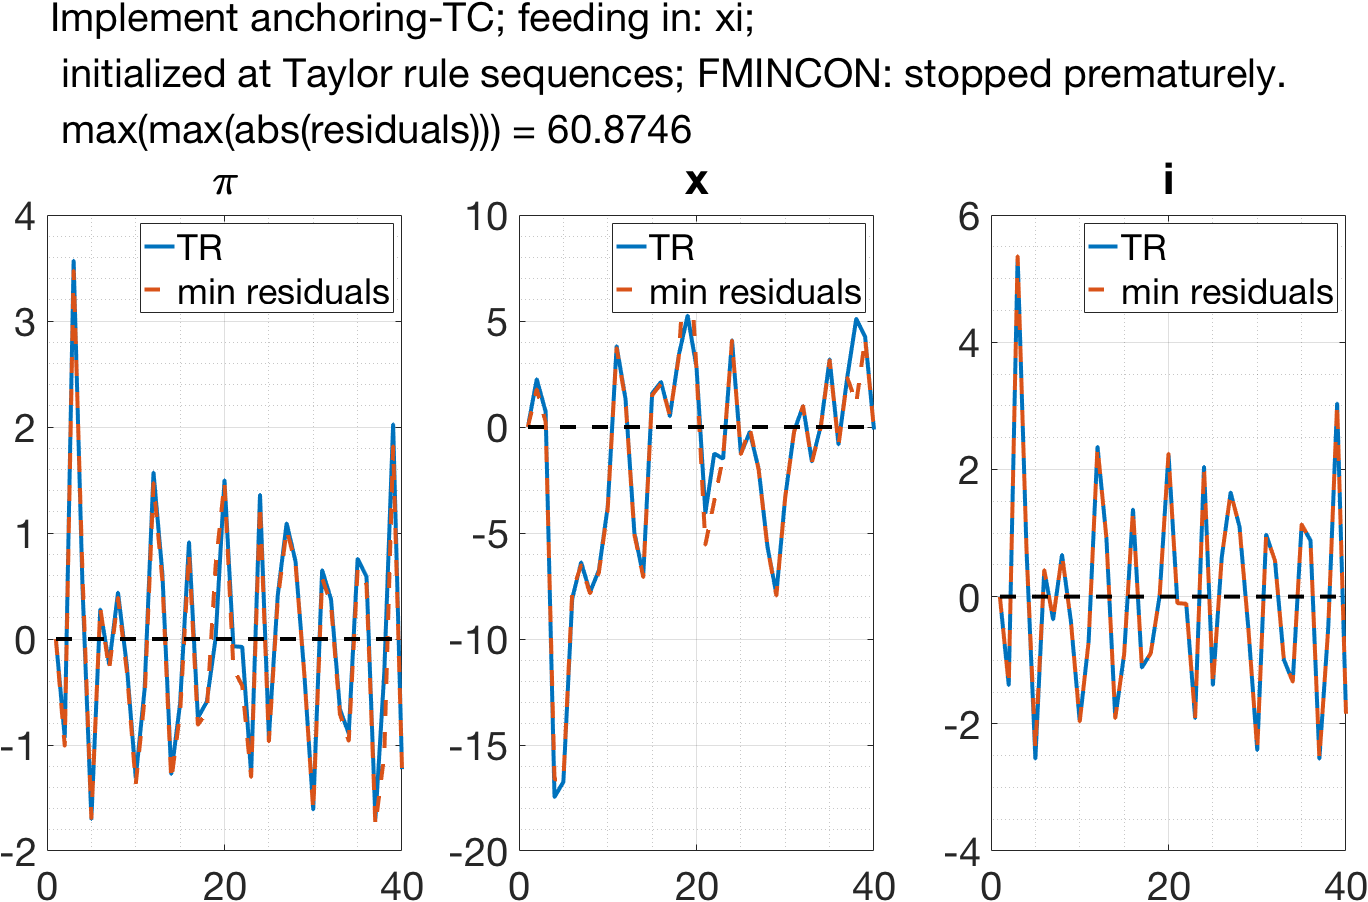 Implement anchoring-TC; feeding in: xi;
initialized at Taylor rule sequences; FMINCON: stopped prematurely.
max(max(abs(residuals))) = 60.8746
π
4
3
2
1
0
-1
-2
0
20
40
TR
min residuals
x
10
5
0
-5
-10
-15
-20
0
20
40
TR
min residuals
i
6
4
2
0
-2
-4
0
20
40
TR
min residuals